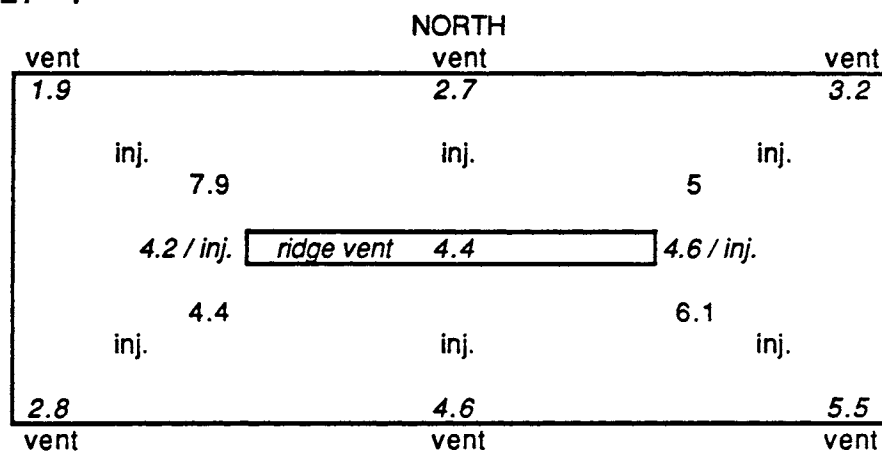 NORTH
vent vent vent
1.9 2.7 3.2
inj. inj. inj.
7.9 5
4.2 / inj. ridge vent 4.4 4.6 / inj.
4.4 6.1
inj. inj. inj.
2.8 4.6 5.5
vent vent vent